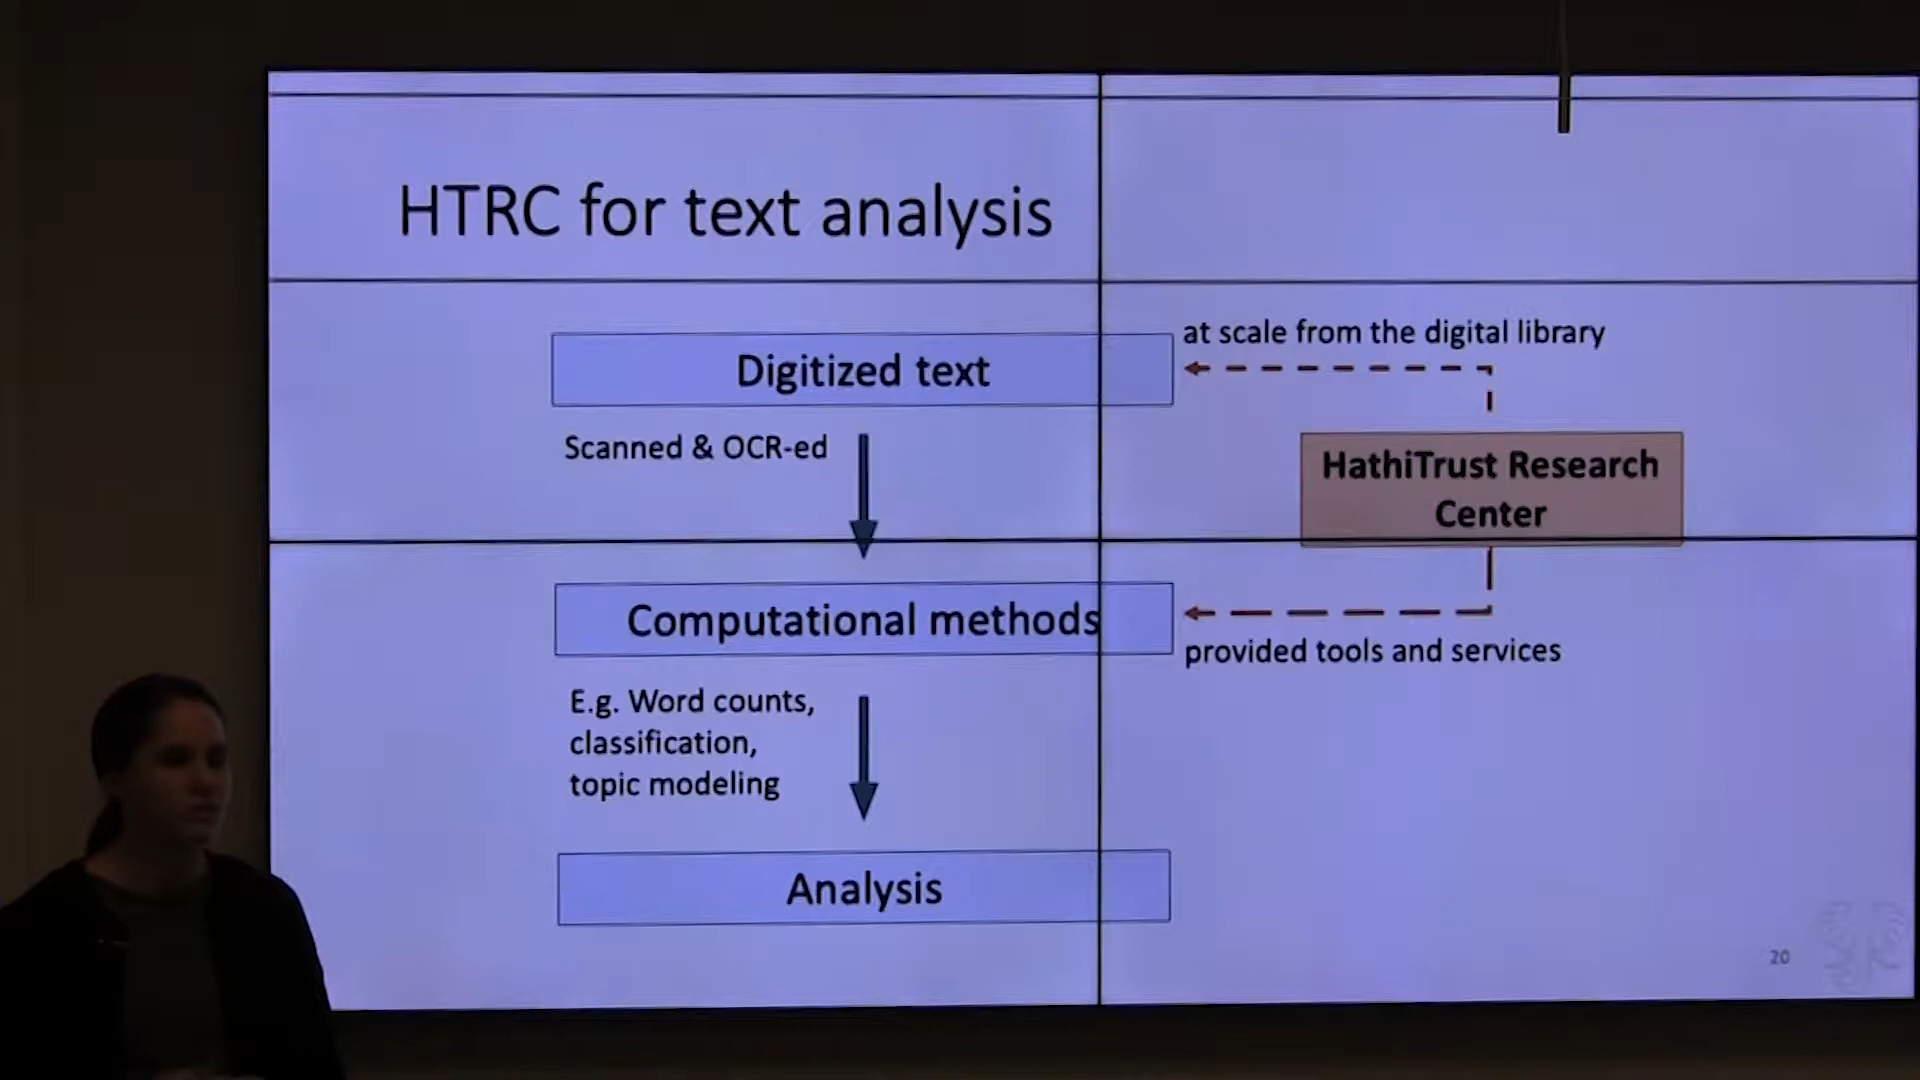 HTRC for text analysis
at scale from the digital library
Digitized text
Scanned & OCR-ed
HathiTrust Research
Center
Computational methods
provided tools and services
E.g. Word counts,
classification,
topic modeling
Analysis
20